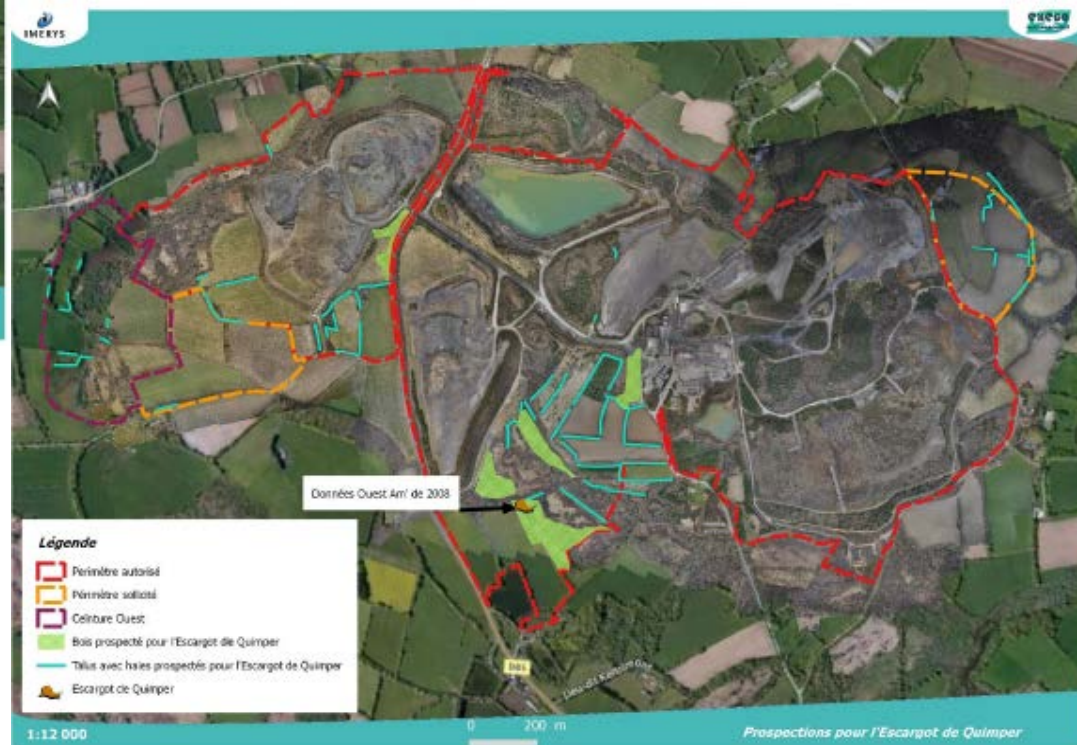 IMERYS
Données Ouest Am' de 2008
Légende
Périmètre autorisé
Périmètre sollicité
Ceinture Ouest
Bois prospecté pour l'Escargot de Quimper
Talus avec haies prospectés pour l'Escargot de Quimper
Escargot de Quimper
Lieu-dit
1:12 000
0 200 m
Prospections pour l'Escargot de Quimper